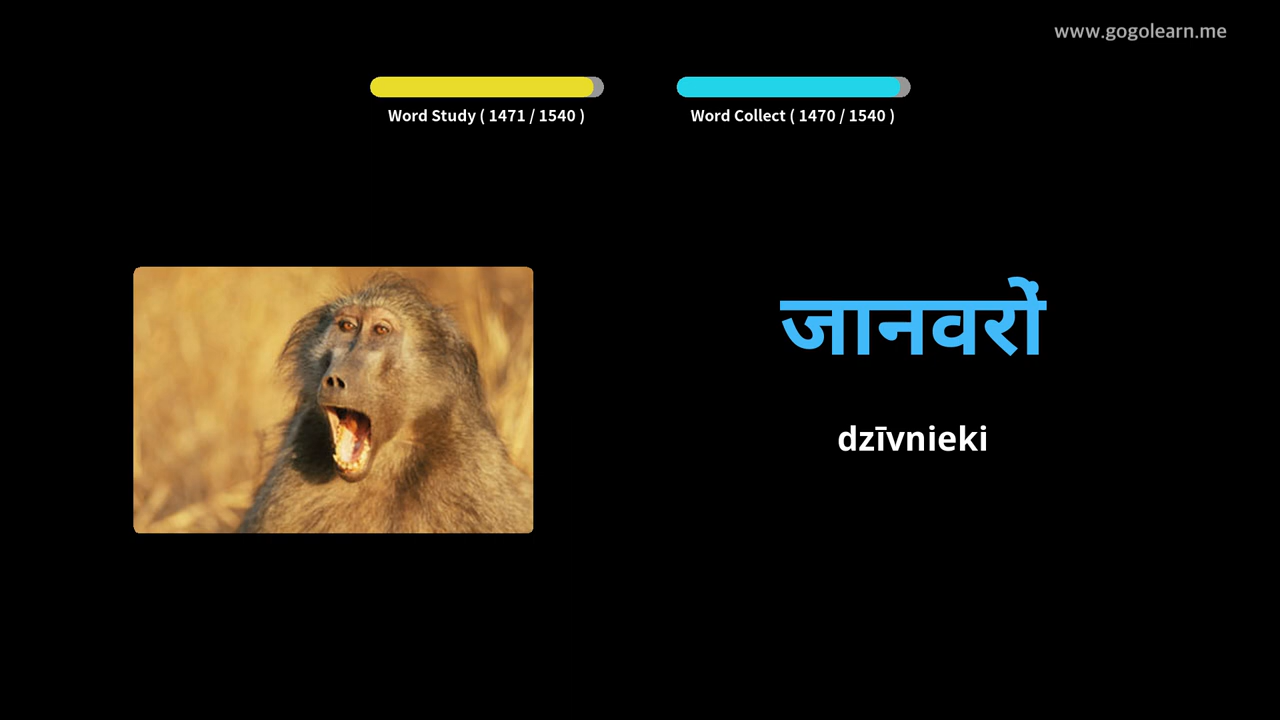 www.gogolearn.me
Word Study ( 1471 / 1540 )
Word Collect ( 1470 / 1540 )
जानवरों
dzīvnieki